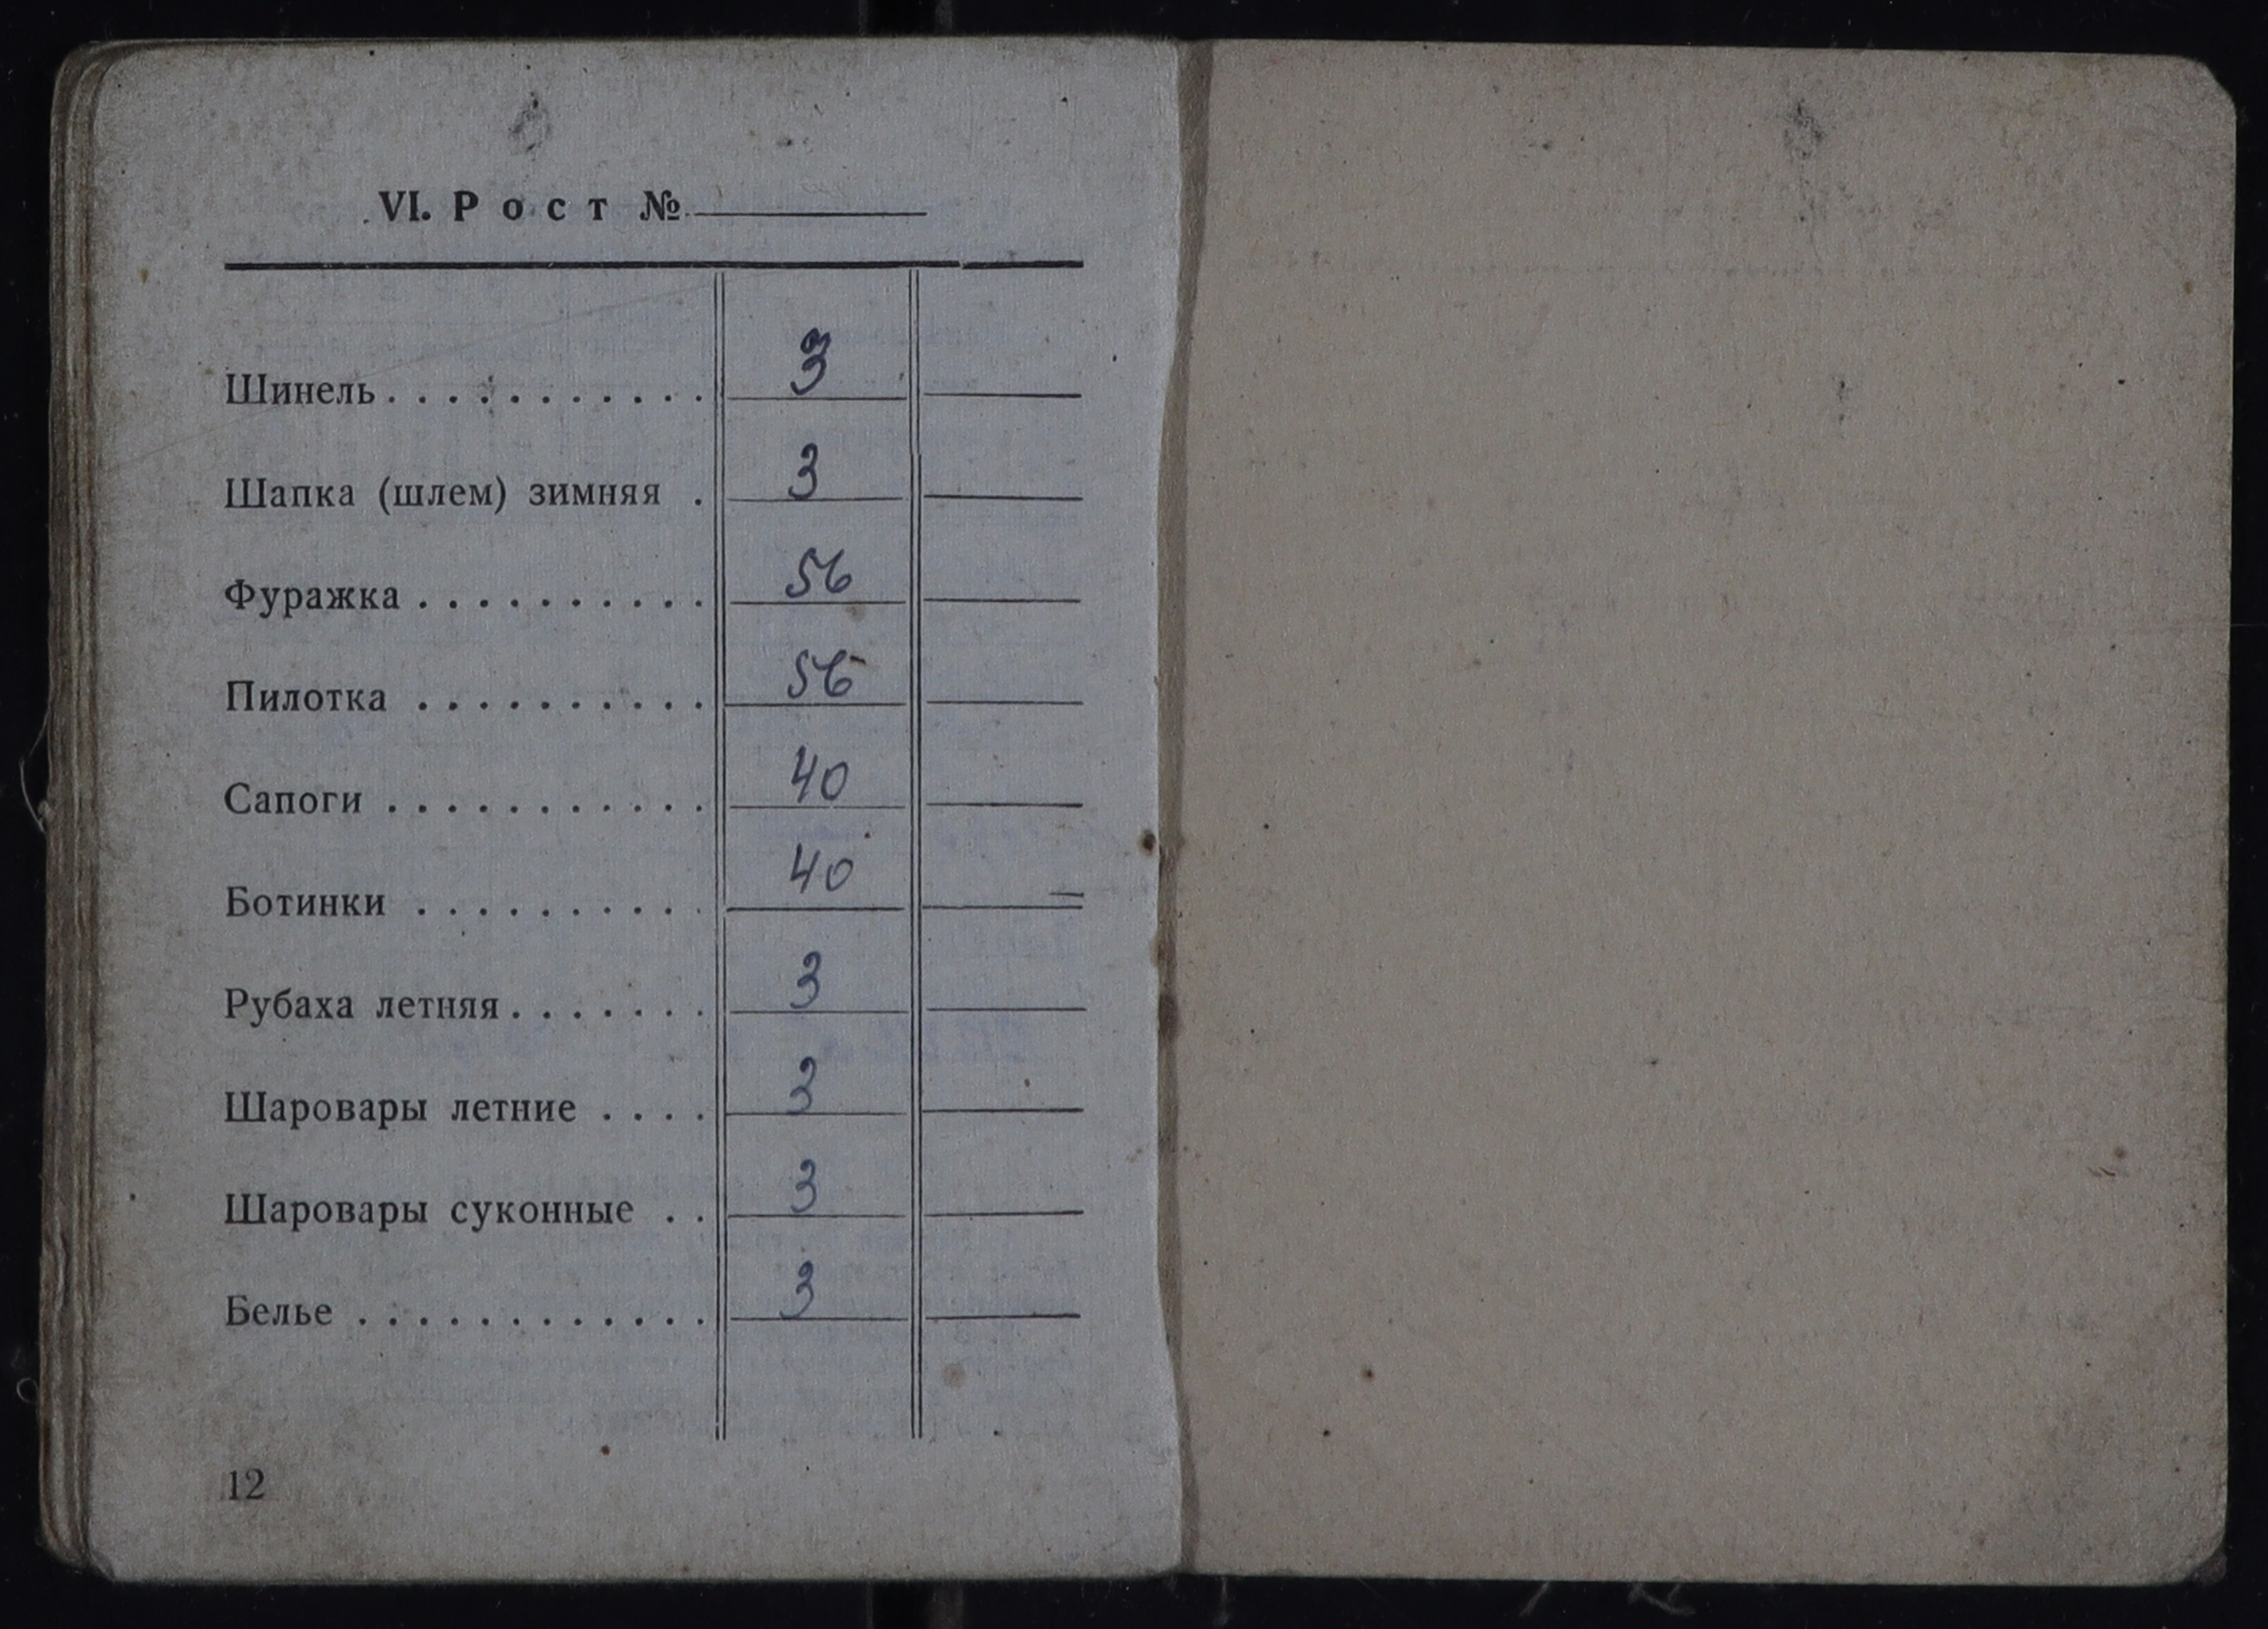 VI. Рост №
Шинель 3
Шапка (шлем) зимняя 3
Фуражка 56
Пилотка 56
Сапоги 40
Ботинки 40
Рубаха летняя 3
Шаровары летние 3
Шаровары суконные 3
Белье 3
12